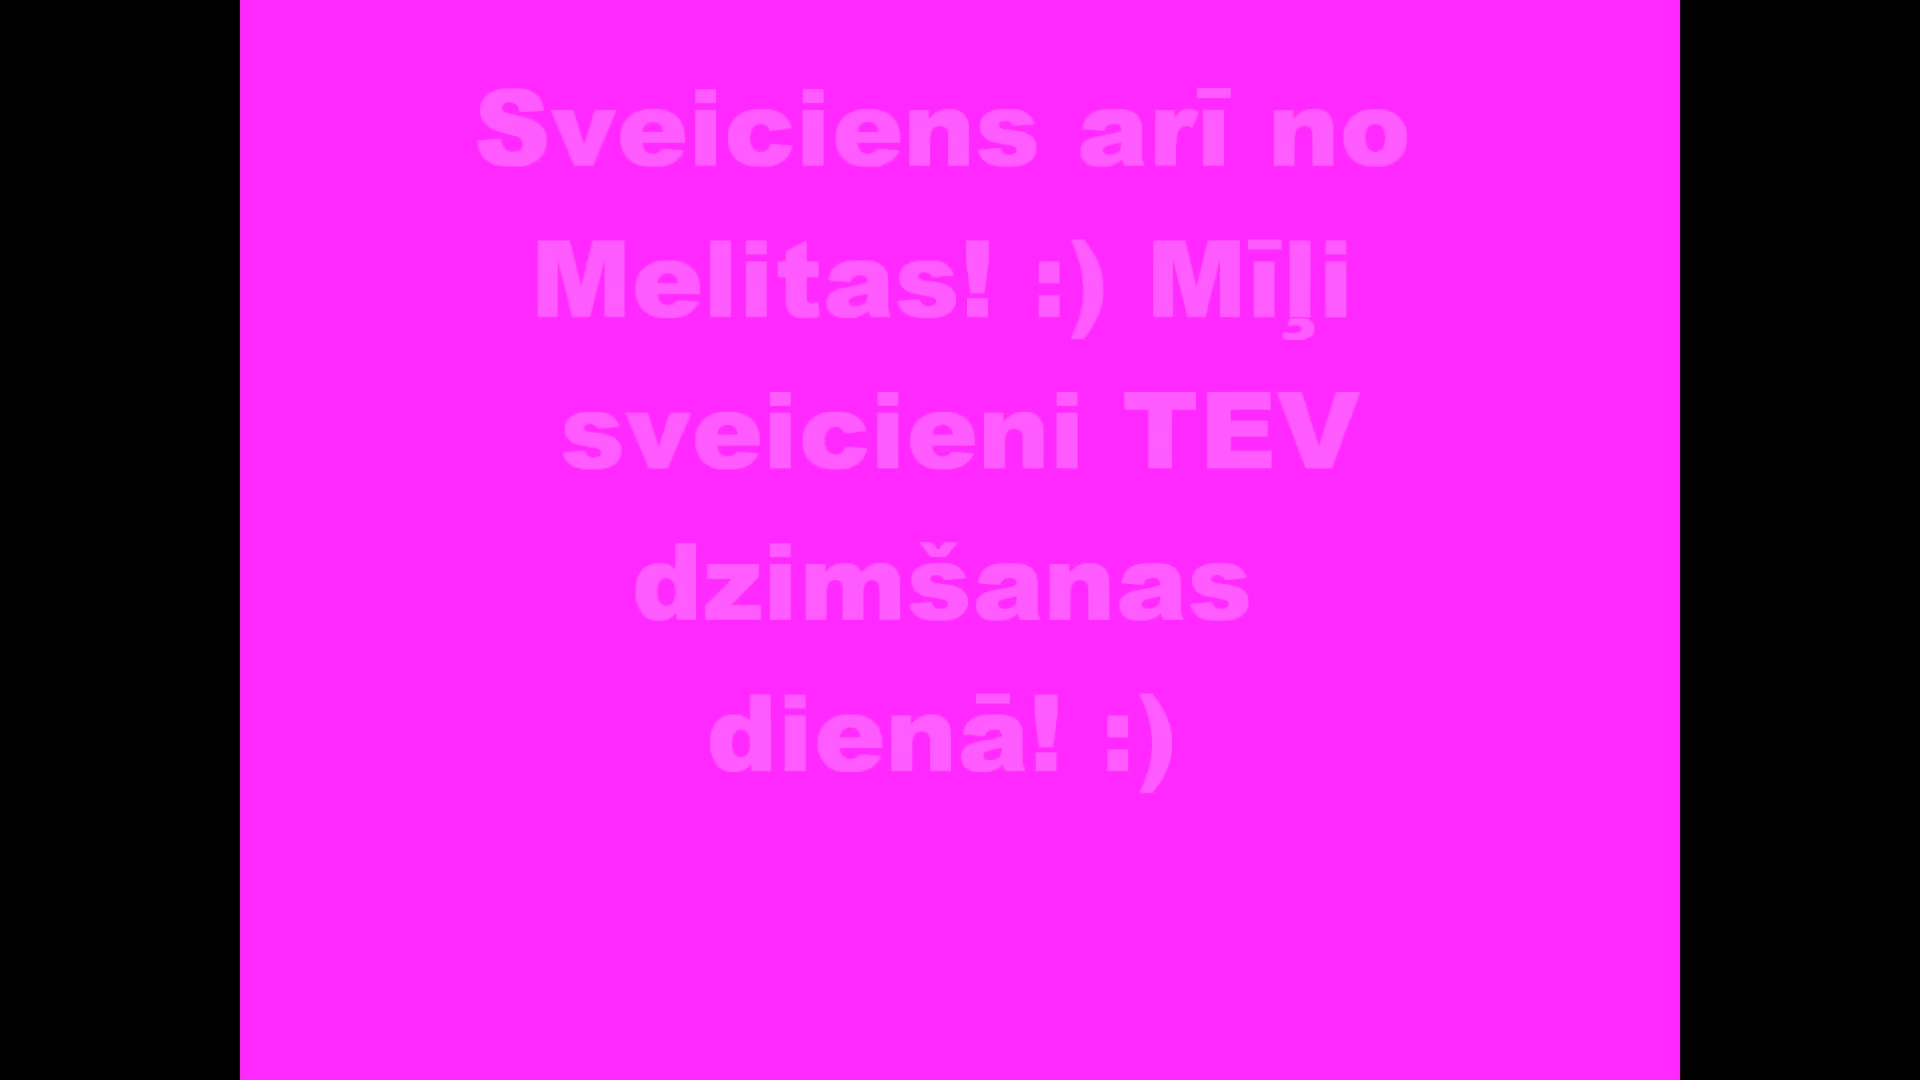 Sveiciens arī no
Melitas! :) Mīļi
sveicieni TEV
dzimšanas
dienā! :)